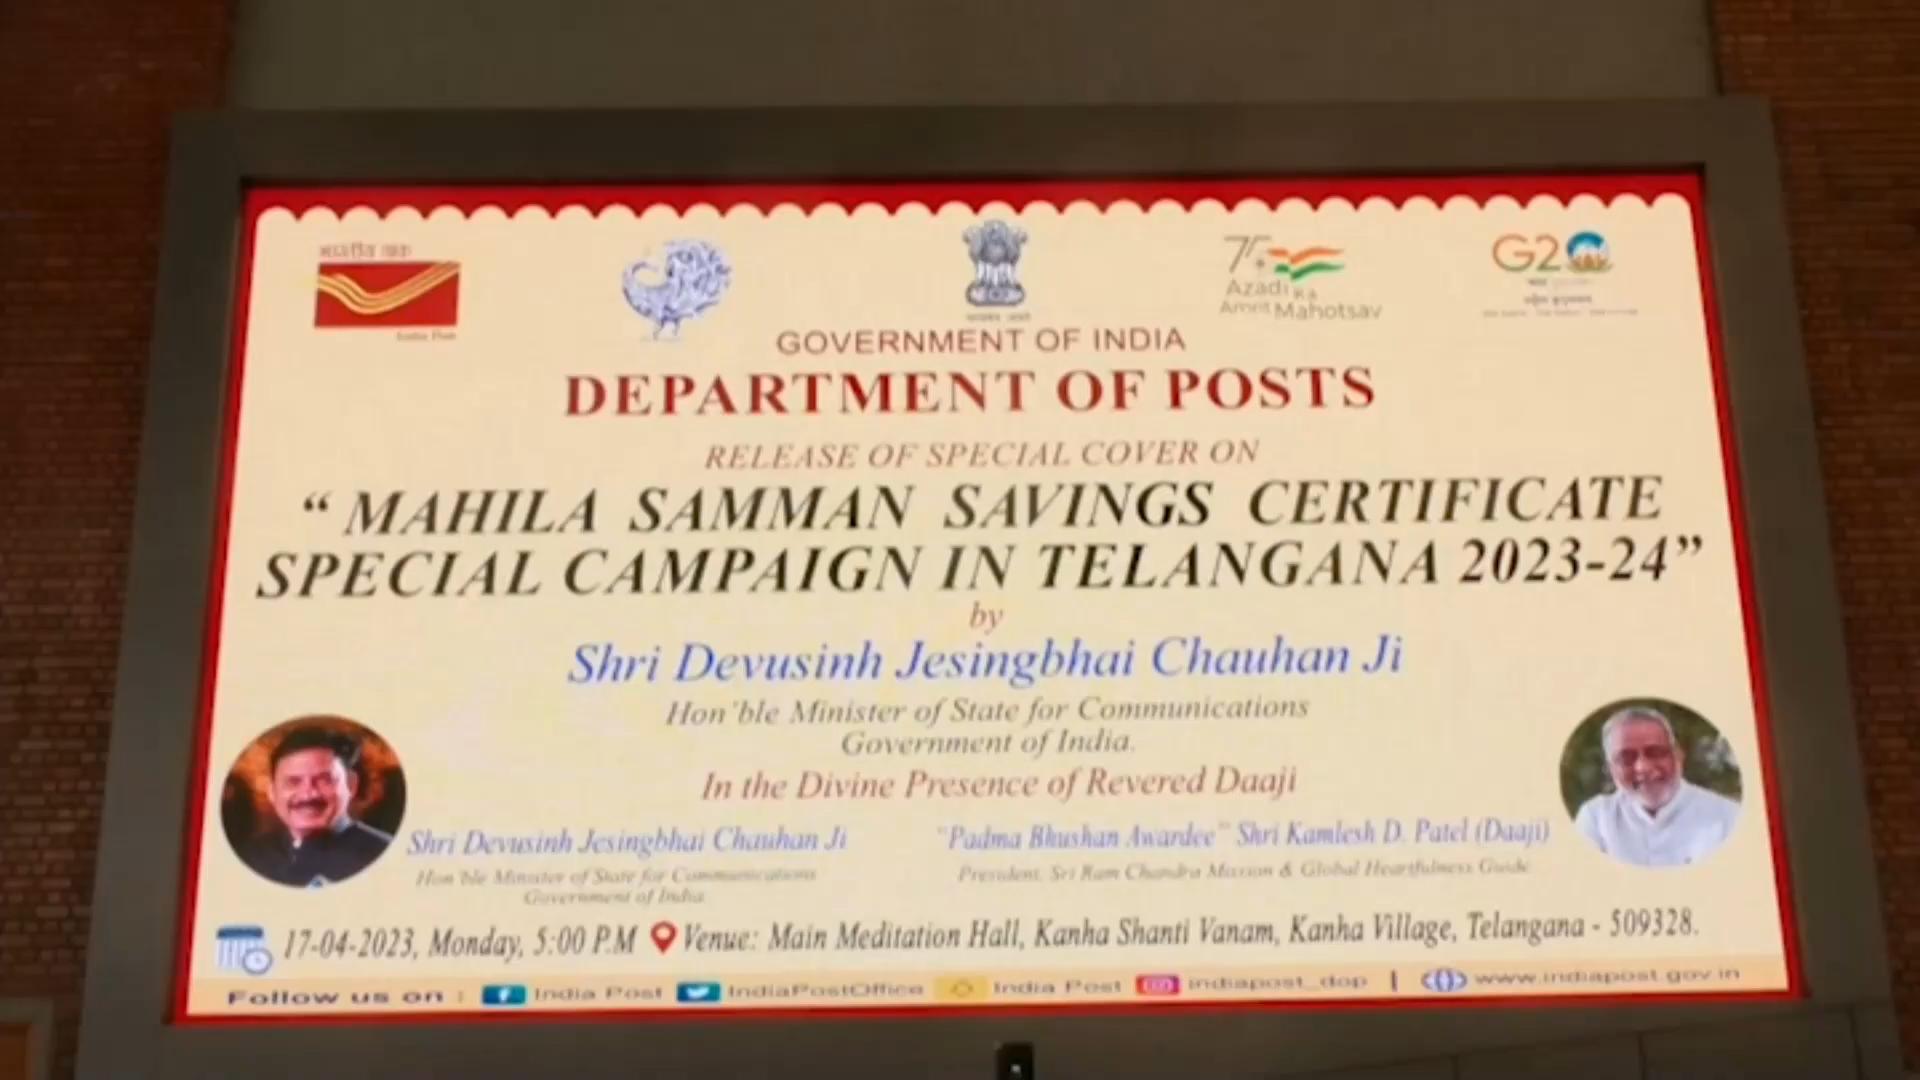 भारतीय डाक
India Post
75
Azadi Ka
Amrit Mahotsav
G20
GOVERNMENT OF INDIA
DEPARTMENT OF POSTS
RELEASE OF SPECIAL COVER ON
“ MAHILA SAMMAN SAVINGS CERTIFICATE
SPECIAL CAMPAIGN IN TELANGANA 2023-24”
by
Shri Devusinh Jesingbhai Chauhan Ji
Hon'ble Minister of State for Communications
Government of India.
In the Divine Presence of Revered Daaji
Shri Devusinh Jesingbhai Chauhan Ji
Hon'ble Minister of State for Communications
Government of India
"Padma Bhushan Awardee" Shri Kamlesh D. Patel (Daaji)
President, Sri Ram Chandra Mission & Global Heartfulness Guide
17-04-2023, Monday, 5:00 P.M Venue: Main Meditation Hall, Kanha Shanti Vanam, Kanha Village, Telangana - 509328.
Follow us on : India Post IndiaPostOffice India Post indiapost_dop | www.indiapost.gov.in